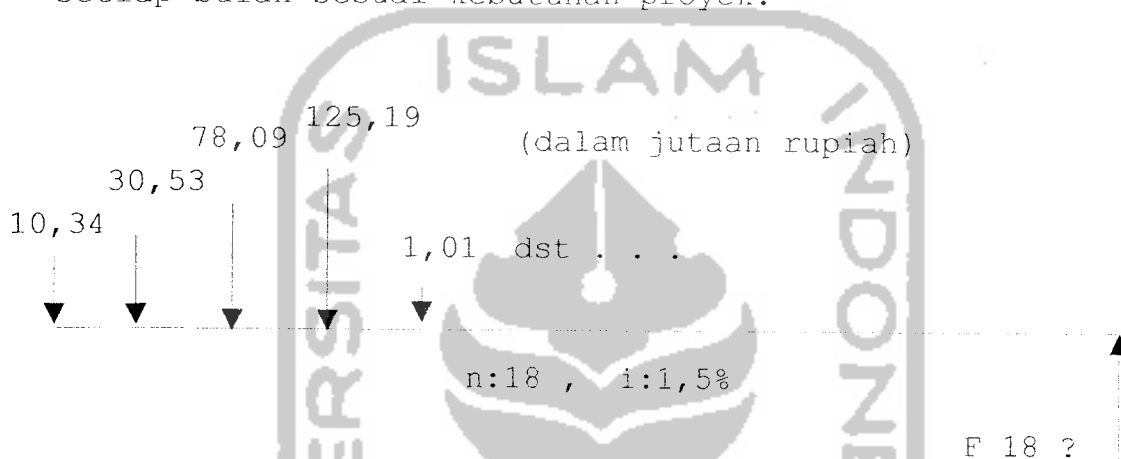 setiap bulan sesuai kebutuhan proyek.
ISLAM
125,19
78,09
(dalam jutaan rupiah)
30,53
10,34
1,01 dst . . .
n:18 , i:1,5%
F 18 ?